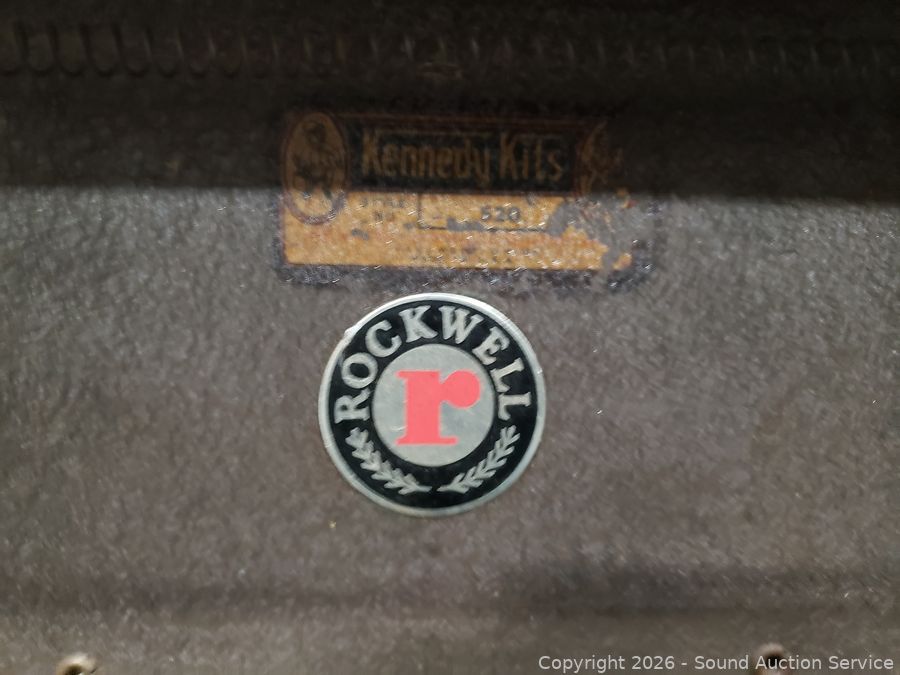 Kennedy Kits
520
ROCKWELL
r
Copyright 2026 - Sound Auction Service